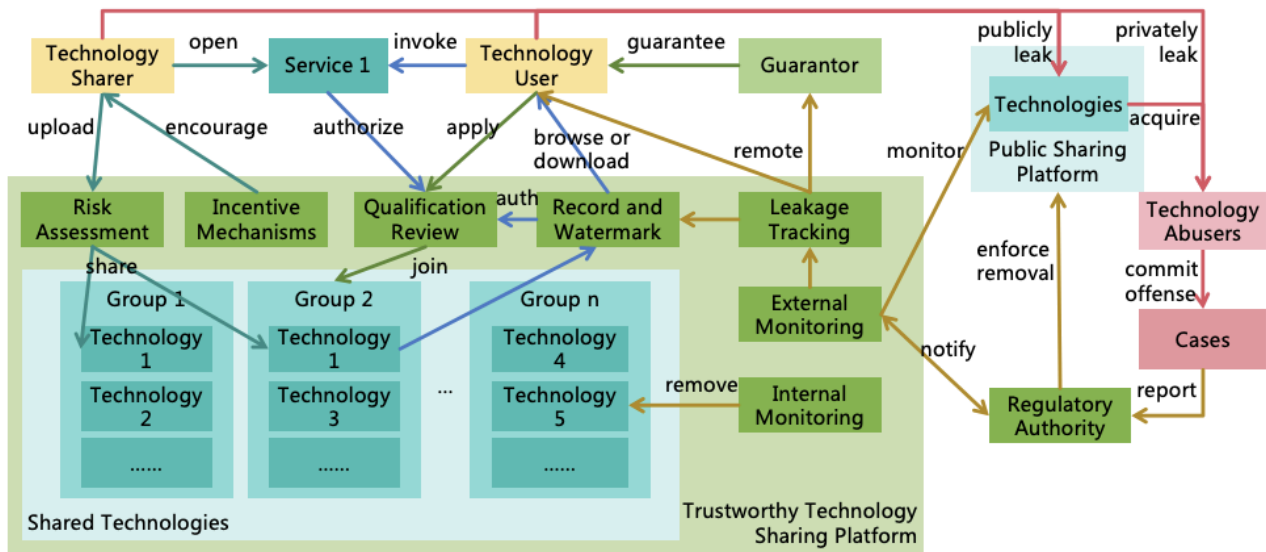 Technology
Sharer
open
Service 1
invoke
Technology
User
guarantee
Guarantor
publicly
leak
privately
leak
Technologies
acquire
Public Sharing
Platform
upload
encourage
authorize
apply
browse or
download
remote
monitor
Risk
Assessment
Incentive
Mechanisms
Qualification
Review
auth
Record and
Watermark
Leakage
Tracking
Technology
Abusers
enforce
removal
commit
offense
share
join
Group 1
Technology
1
Technology
2
......
Group 2
Technology
1
Technology
3
......
...
Group n
Technology
4
Technology
5
......
External
Monitoring
notify
Cases
remove
Internal
Monitoring
Regulatory
Authority
report
Shared Technologies
Trustworthy Technology
Sharing Platform